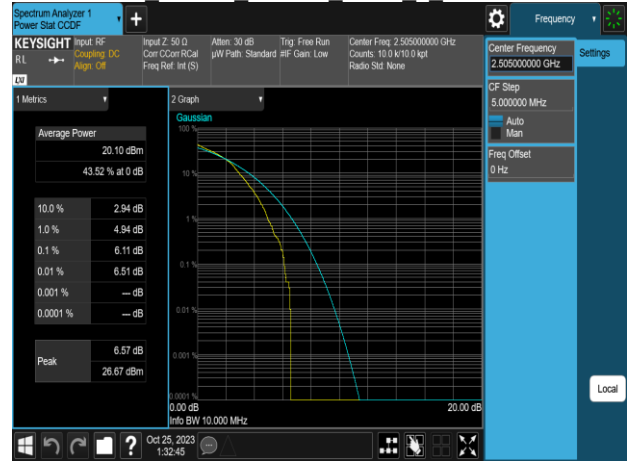 Spectrum Analyzer 1
Power Stat CCDF
Frequency
KEYSIGHT
Input: RF
Coupling: DC
Align: Off
Input Z: 50 Ω
Corr CCorr RCal
Freq Ref: Int (S)
Atten: 30 dB
µW Path: Standard
Trig: Free Run
#IF Gain: Low
Center Freq: 2.505000000 GHz
Counts: 10.0 k/10.0 kpt
Radio Std: None
RL
LXI
Center Frequency
2.505000000 GHz
Settings
CF Step
5.000000 MHz
Auto
Man
Freq Offset
0 Hz
1 Metrics
Average Power
20.10 dBm
43.52 % at 0 dB
10.0 % 2.94 dB
1.0 % 4.94 dB
0.1 % 6.11 dB
0.01 % 6.51 dB
0.001 % --- dB
0.0001 % --- dB
Peak
6.57 dB
26.67 dBm
2 Graph
Gaussian
100 %
10 %
1 %
0.1 %
0.01 %
0.001 %
0.0001 %
0.00 dB
20.00 dB
Info BW 10.000 MHz
Local
?
Oct 25, 2023
1:32:45